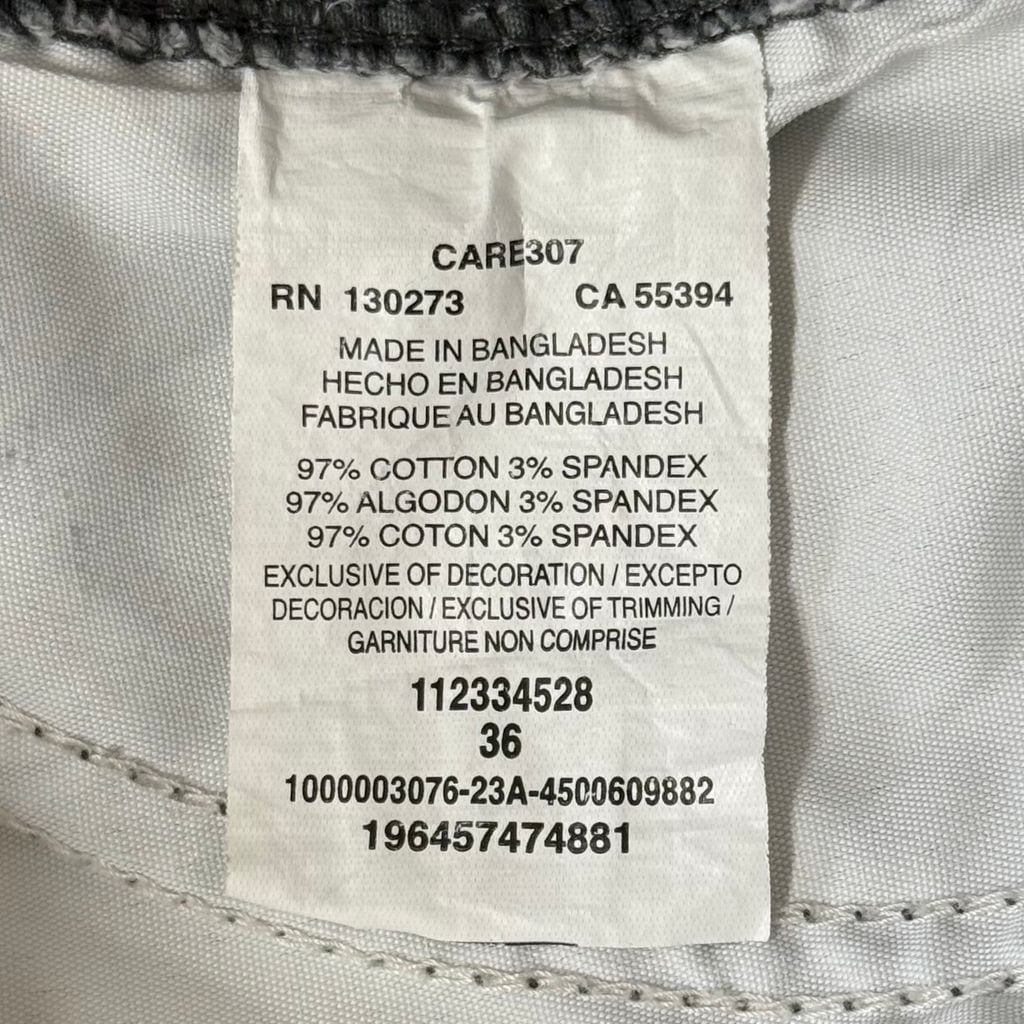 CARE307
RN 130273 CA 55394
MADE IN BANGLADESH
HECHO EN BANGLADESH
FABRIQUE AU BANGLADESH
97% COTTON 3% SPANDEX
97% ALGODON 3% SPANDEX
97% COTON 3% SPANDEX
EXCLUSIVE OF DECORATION / EXCEPTO
DECORACION / EXCLUSIVE OF TRIMMING /
GARNITURE NON COMPRISE
112334528
36
1000003076-23A-4500609882
196457474881